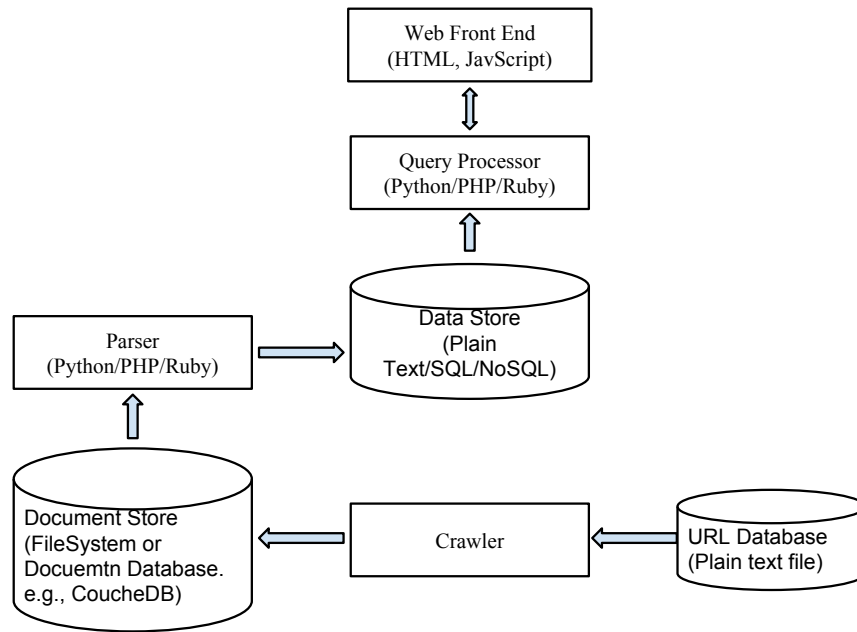 Web Front End
(HTML, JavScript)
Query Processor
(Python/PHP/Ruby)
Data Store
(Plain
Text/SQL/NoSQL)
Parser
(Python/PHP/Ruby)
Document Store
(FileSystem or
Docuemtn Database.
e.g., CoucheDB)
Crawler
URL Database
(Plain text file)